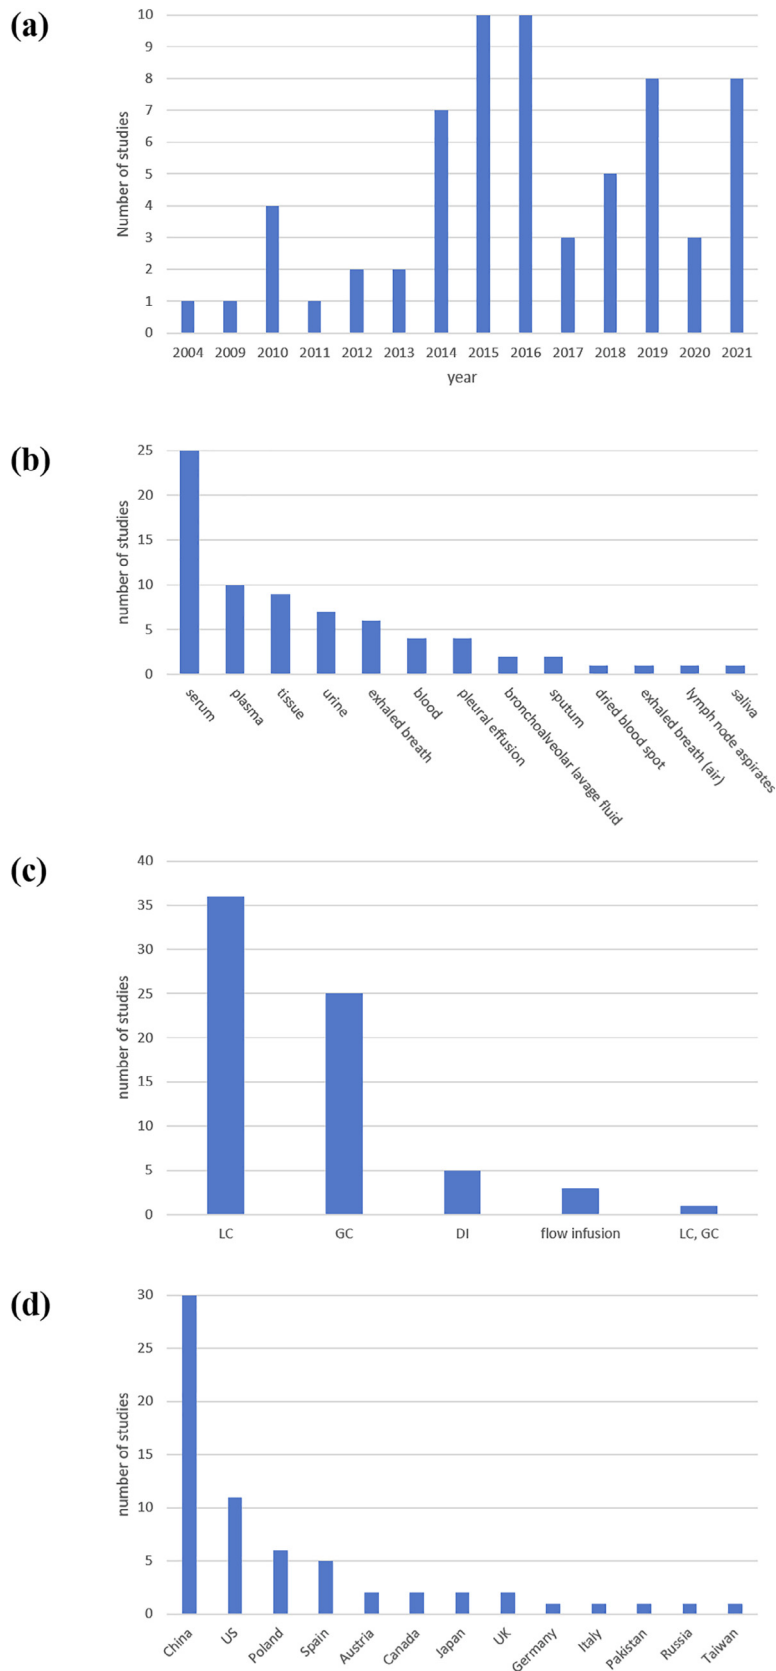 (a)
Number of studies
10
9
8
7
6
5
4
3
2
1
0
2004 2009 2010 2011 2012 2013 2014 2015 2016 2017 2018 2019 2020 2021
year
(b)
number of studies
25
20
15
10
5
0
serum
plasma
tissue
urine
exhaled breath
blood
pleural effusion
bronchoalveolar lavage fluid
sputum
dried blood spot
exhaled breath (air)
lymph node aspirates
saliva
(c)
number of studies
40
35
30
25
20
15
10
5
0
LC GC DI flow infusion LC, GC
(d)
number of studies
30
25
20
15
10
5
0
China
US
Poland
Spain
Austria
Canada
Japan
UK
Germany
Italy
Pakistan
Russia
Taiwan